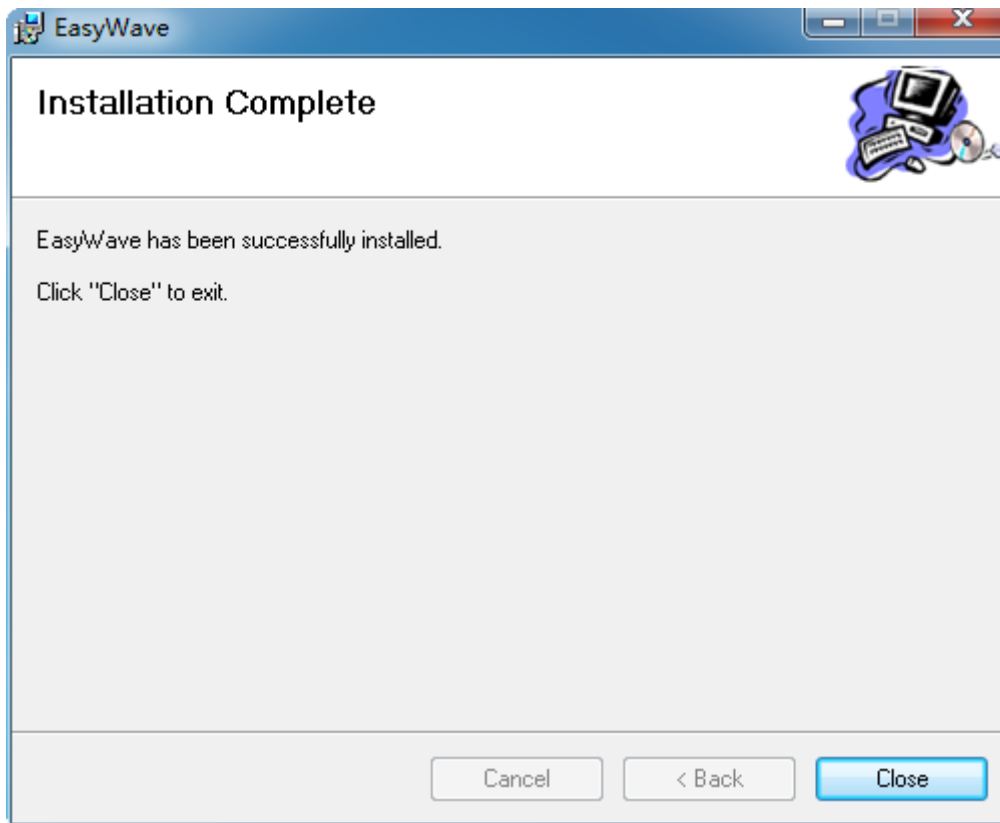 EasyWave
Installation Complete
EasyWave has been successfully installed.
Click "Close" to exit.
Cancel
< Back
Close